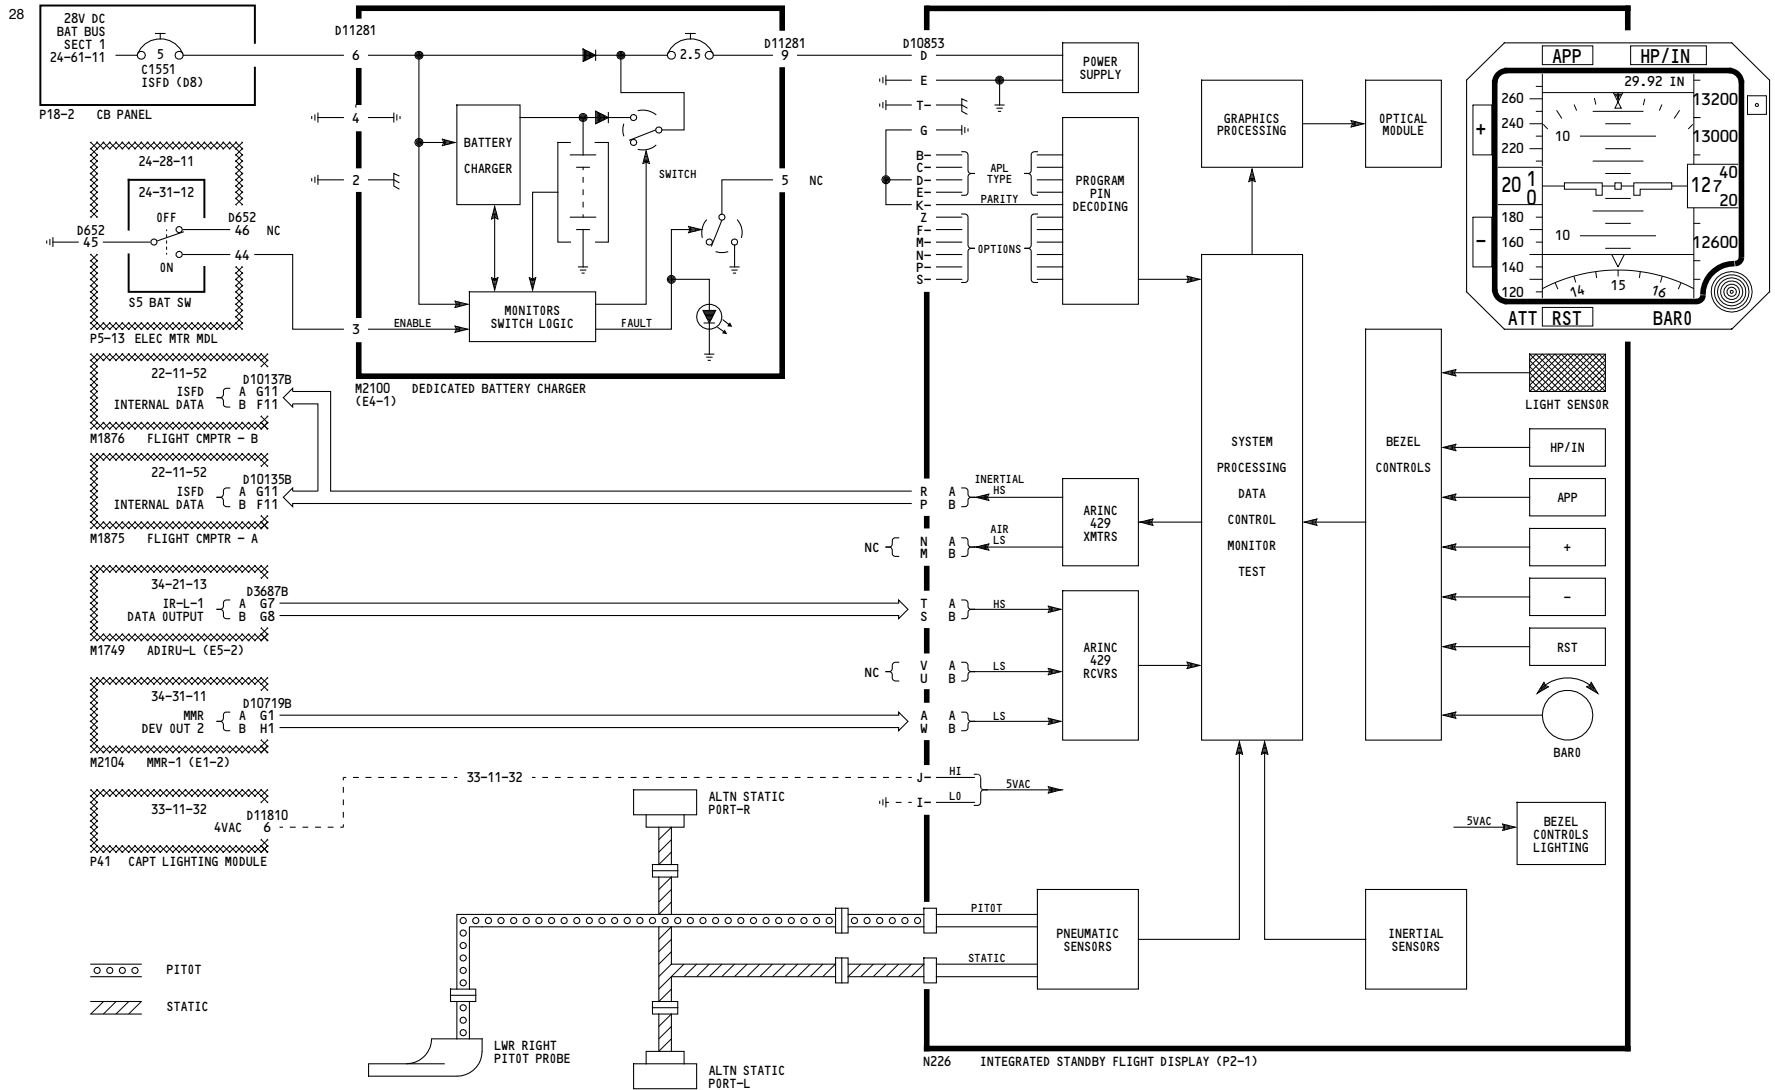 28
28V DC
BAT BUS
SECT 1
24-61-11
5
C1551
ISFD (D8)
P18-2 CB PANEL
24-28-11
24-31-12
OFF
ON
D652
45
D652
46 NC
44
S5 BAT SW
P5-13 ELEC MTR MDL
22-11-52
D10137B
ISFD A G11
INTERNAL DATA B F11
M1876 FLIGHT CMPTR - B
22-11-52
D10135B
ISFD A G11
INTERNAL DATA B F11
M1875 FLIGHT CMPTR - A
34-21-13
D3687B
IR-L-1 A G7
DATA OUTPUT B G8
M1749 ADIRU-L (E5-2)
34-31-11
D10719B
MMR A G1
DEV OUT 2 B H1
M2104 MMR-1 (E1-2)
33-11-32
D11810
4VAC 6
P41 CAPT LIGHTING MODULE
33-11-32
PITOT
STATIC
D11281
6
4
2
3
ENABLE
BATTERY
CHARGER
MONITORS
SWITCH LOGIC
SWITCH
FAULT
2.5
D11281
9
5 NC
M2100 DEDICATED BATTERY CHARGER
(E4-1)
ALTN STATIC
PORT-R
LWR RIGHT
PITOT PROBE
ALTN STATIC
PORT-L
D10853
D
E
T
G
B
C
D
E
K
Z
F
M
N
P
S
APL
TYPE
PARITY
OPTIONS
POWER
SUPPLY
PROGRAM
PIN
DECODING
INERTIAL
R A HS
P B
AIR
NC N A LS
M B
ARINC
429
XMTRS
T A HS
S B
NC V A LS
U B
A A LS
W B
ARINC
429
RCVRS
J HI
I LO
5VAC
PITOT
STATIC
PNEUMATIC
SENSORS
GRAPHICS
PROCESSING
OPTICAL
MODULE
SYSTEM
PROCESSING
DATA
CONTROL
MONITOR
TEST
BEZEL
CONTROLS
INERTIAL
SENSORS
APP HP/IN
29.92 IN
260
240
220
20 1
0
180
160
140
120
10
10
13200
13000
127
40
20
12600
14 15 16
+
-
ATT RST BARO
LIGHT SENSOR
HP/IN
APP
+
-
RST
BARO
5VAC
BEZEL
CONTROLS
LIGHTING
N226 INTEGRATED STANDBY FLIGHT DISPLAY (P2-1)